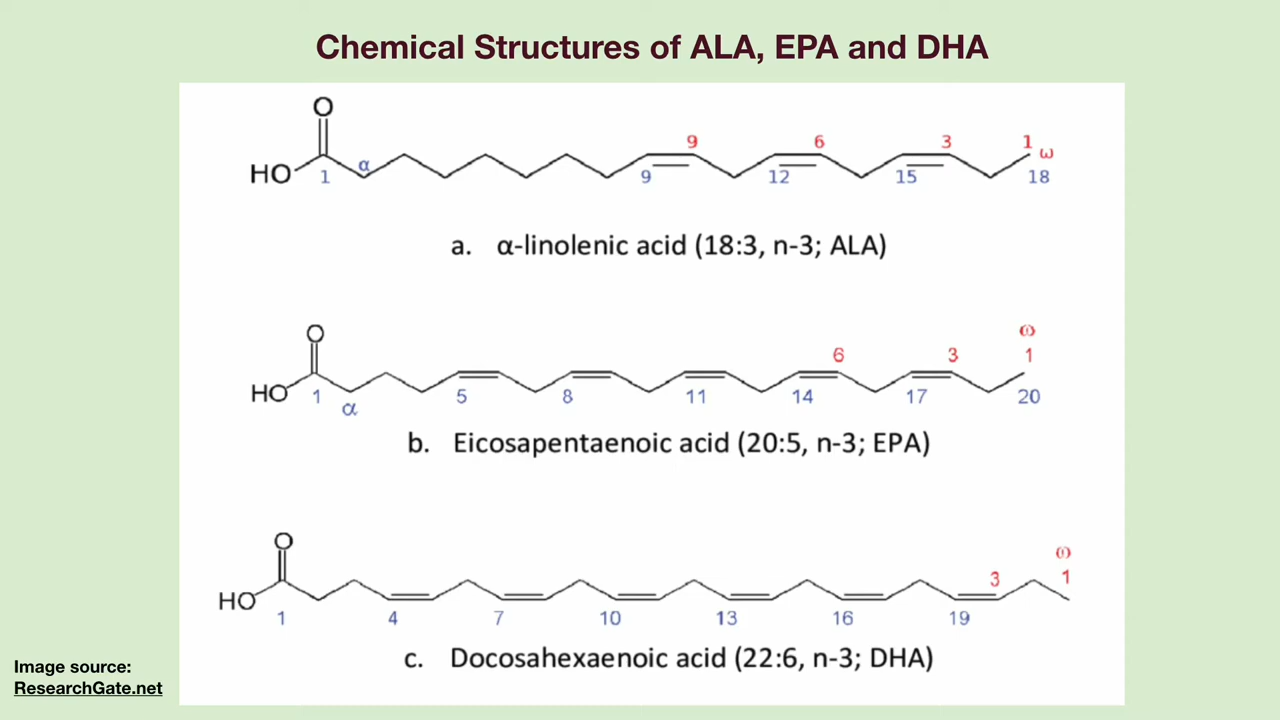 Chemical Structures of ALA, EPA and DHA
O
9 6 3 1 ω
HO 1 α 9 12 15 18
a. α-linolenic acid (18:3, n-3; ALA)
O
ω
6 3 1
HO 1 α 5 8 11 14 17 20
b. Eicosapentaenoic acid (20:5, n-3; EPA)
O
ω
3 1
HO 1 4 7 10 13 16 19
c. Docosahexaenoic acid (22:6, n-3; DHA)
Image source:
ResearchGate.net